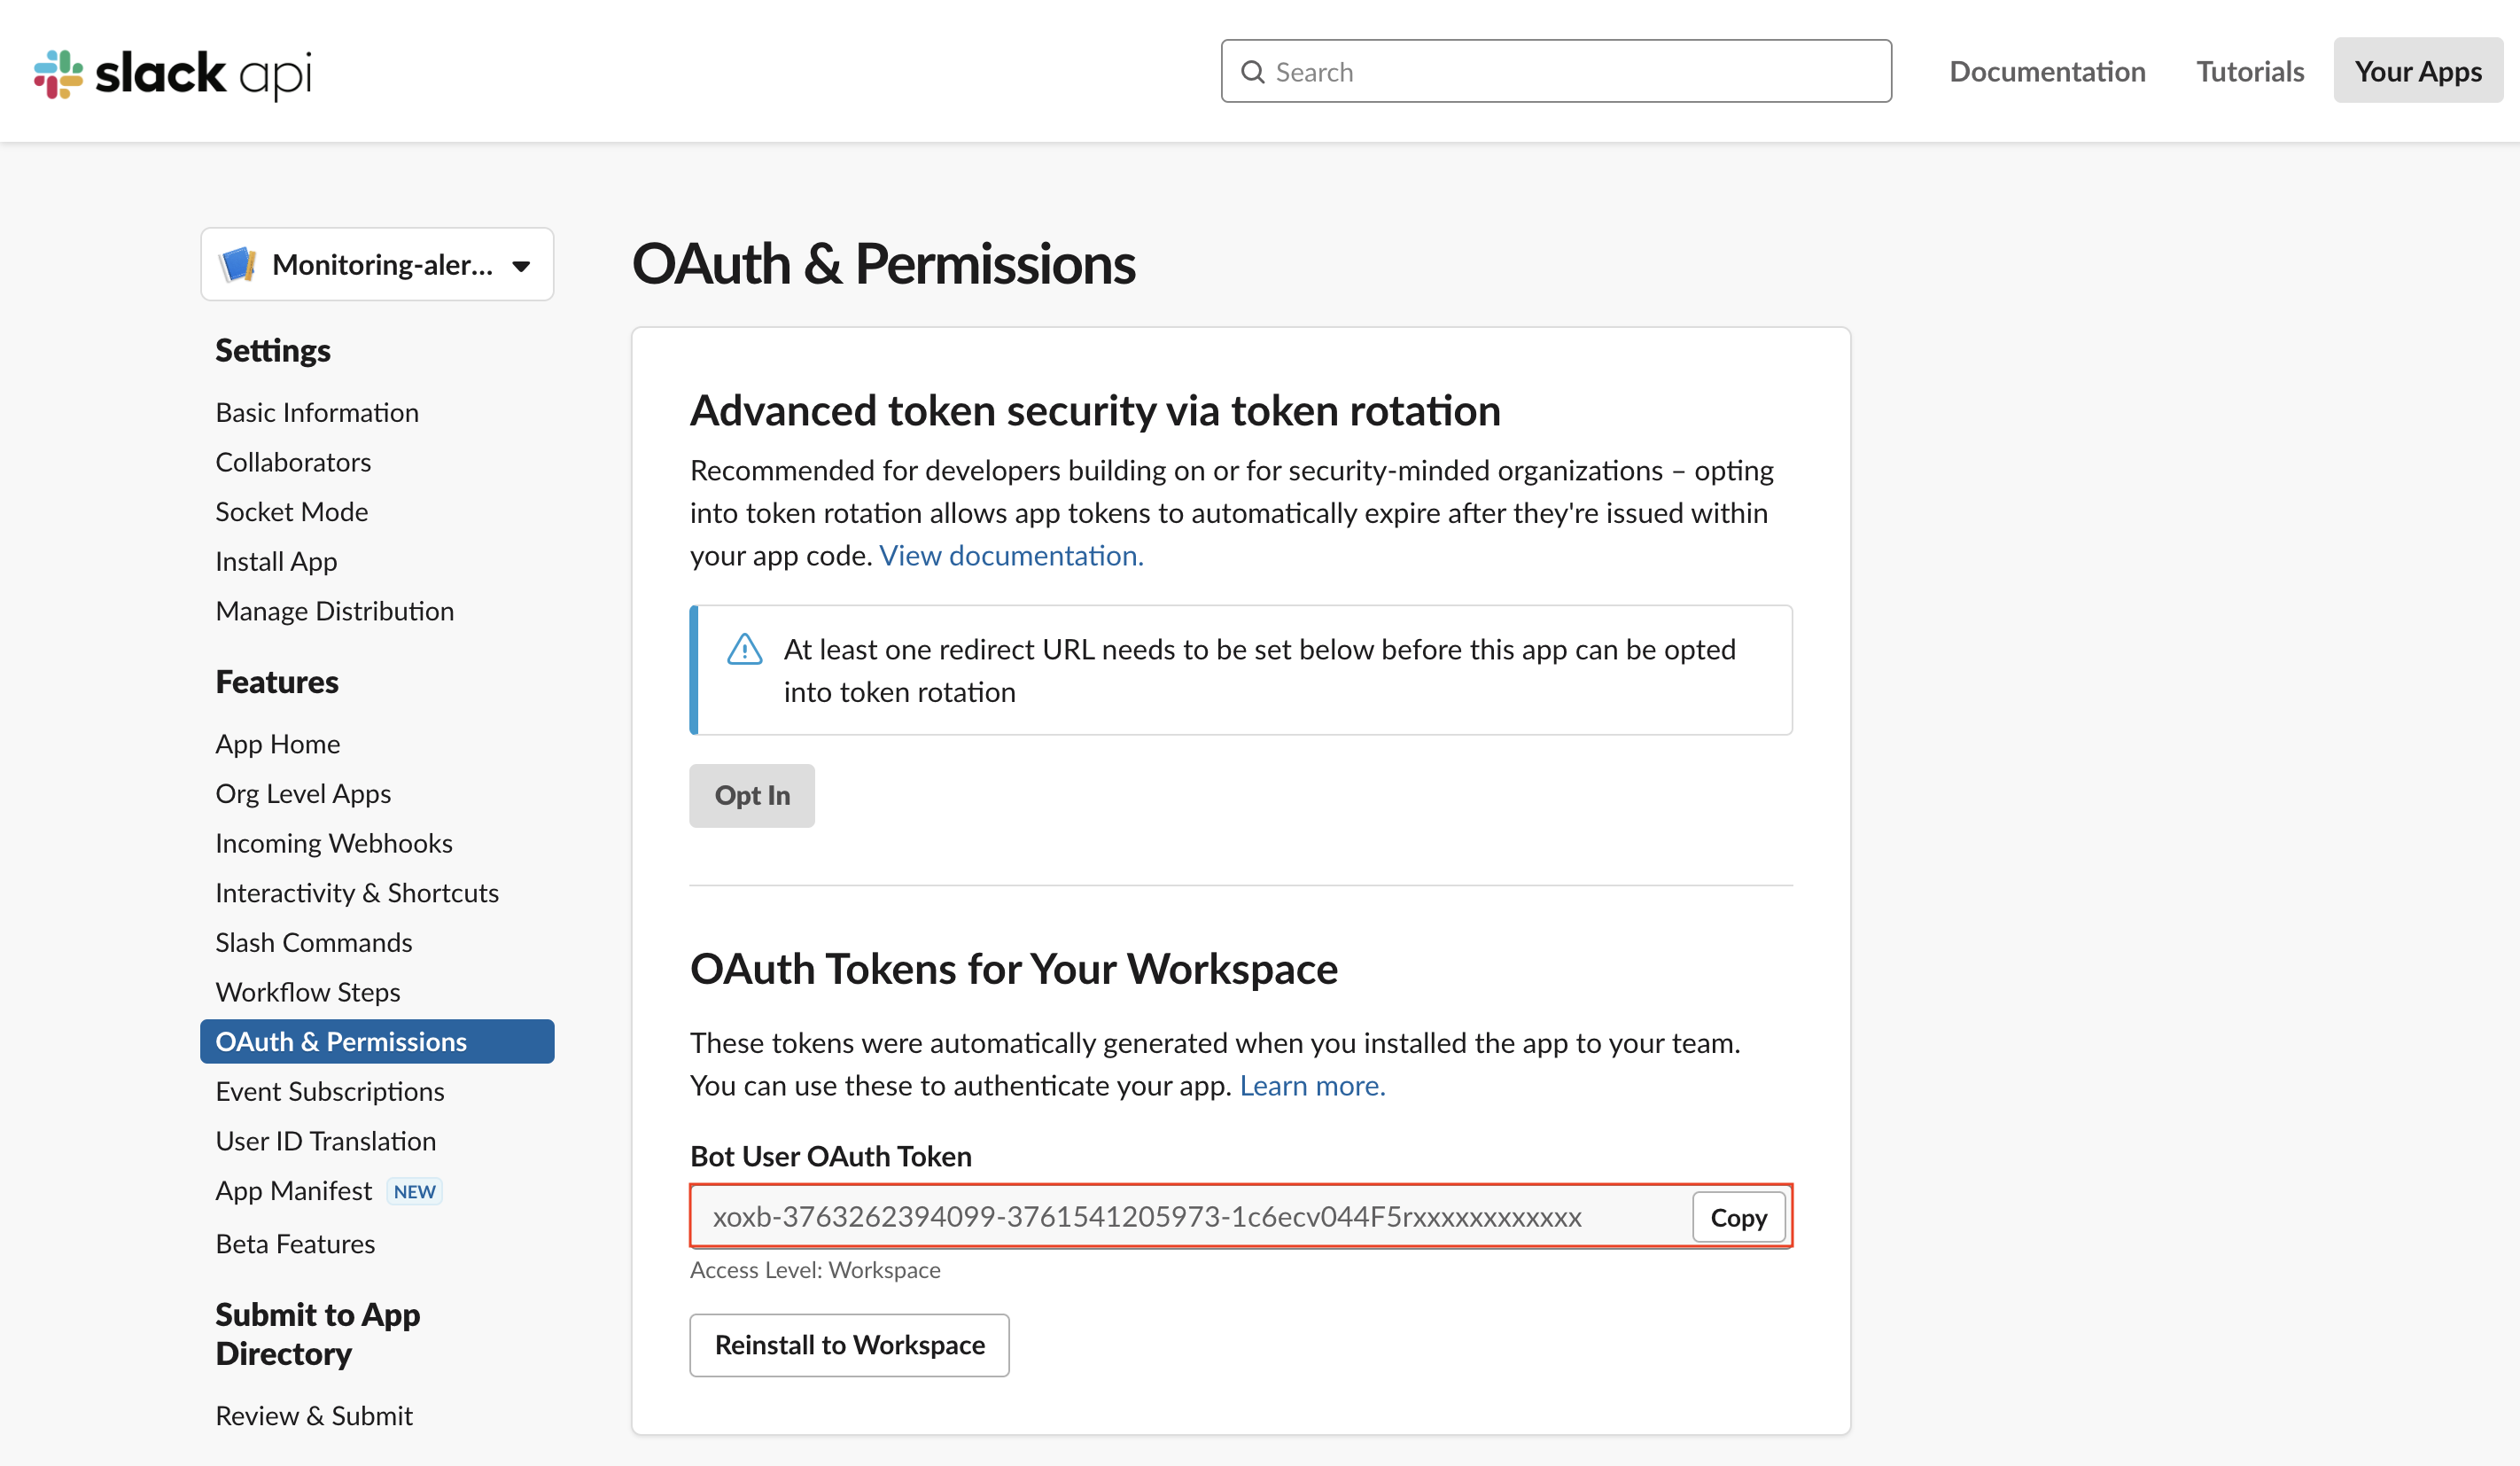 slack api
Search
Documentation
Tutorials
Your Apps
Monitoring-aler...
Settings
Basic Information
Collaborators
Socket Mode
Install App
Manage Distribution
Features
App Home
Org Level Apps
Incoming Webhooks
Interactivity & Shortcuts
Slash Commands
Workflow Steps
OAuth & Permissions
Event Subscriptions
User ID Translation
App Manifest NEW
Beta Features
Submit to App
Directory
Review & Submit
OAuth & Permissions
Advanced token security via token rotation
Recommended for developers building on or for security-minded organizations – opting
into token rotation allows app tokens to automatically expire after they're issued within
your app code. View documentation.
At least one redirect URL needs to be set below before this app can be opted
into token rotation
Opt In
OAuth Tokens for Your Workspace
These tokens were automatically generated when you installed the app to your team.
You can use these to authenticate your app. Learn more.
Bot User OAuth Token
xoxb-3763262394099-3761541205973-1c6ecv044F5rxxxxxxxxxxxx
Copy
Access Level: Workspace
Reinstall to Workspace